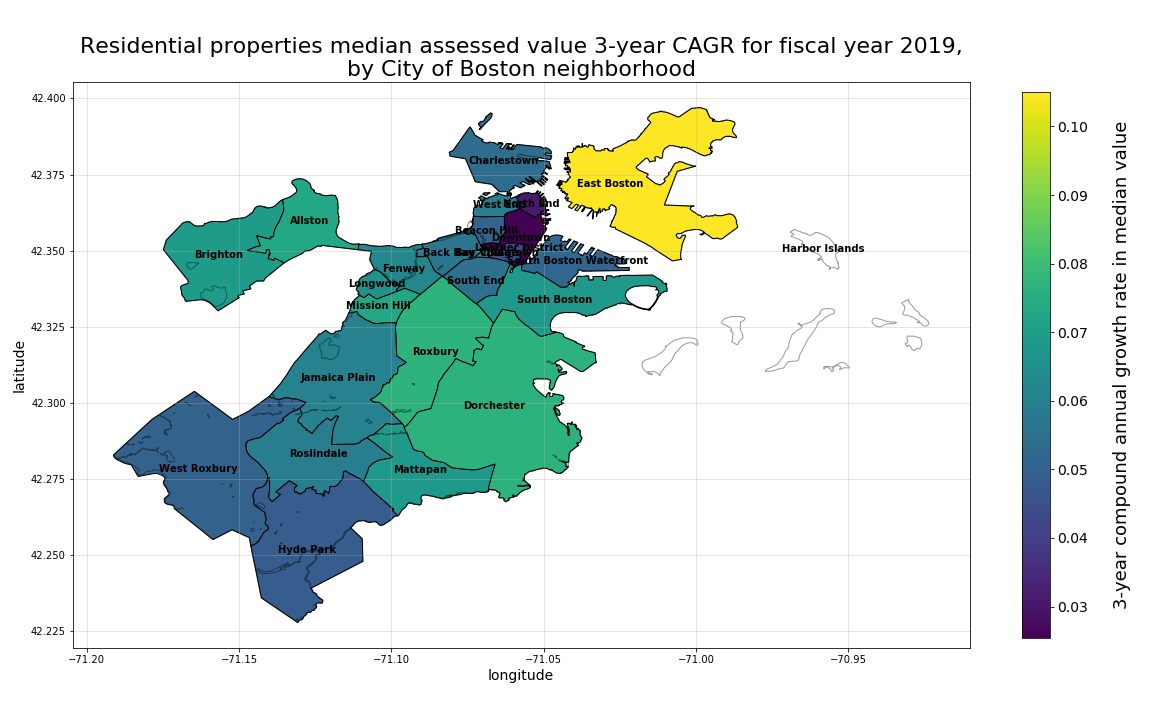 Residential properties median assessed value 3-year CAGR for fiscal year 2019,
by City of Boston neighborhood
42.400
42.375
42.350
42.325
42.300
42.275
42.250
42.225
latitude
Charlestown
East Boston
West End
North End
Allston
Beacon Hill
Downtown
Harbor Islands
Brighton
Back Bay
District
South Boston Waterfront
Fenway
South End
Longwood
South Boston
Mission Hill
Roxbury
Jamaica Plain
Dorchester
Roslindale
West Roxbury
Mattapan
Hyde Park
−71.20
−71.15
−71.10
−71.05
−71.00
−70.95
longitude
0.10
0.09
0.08
0.07
0.06
0.05
0.04
0.03
3-year compound annual growth rate in median value